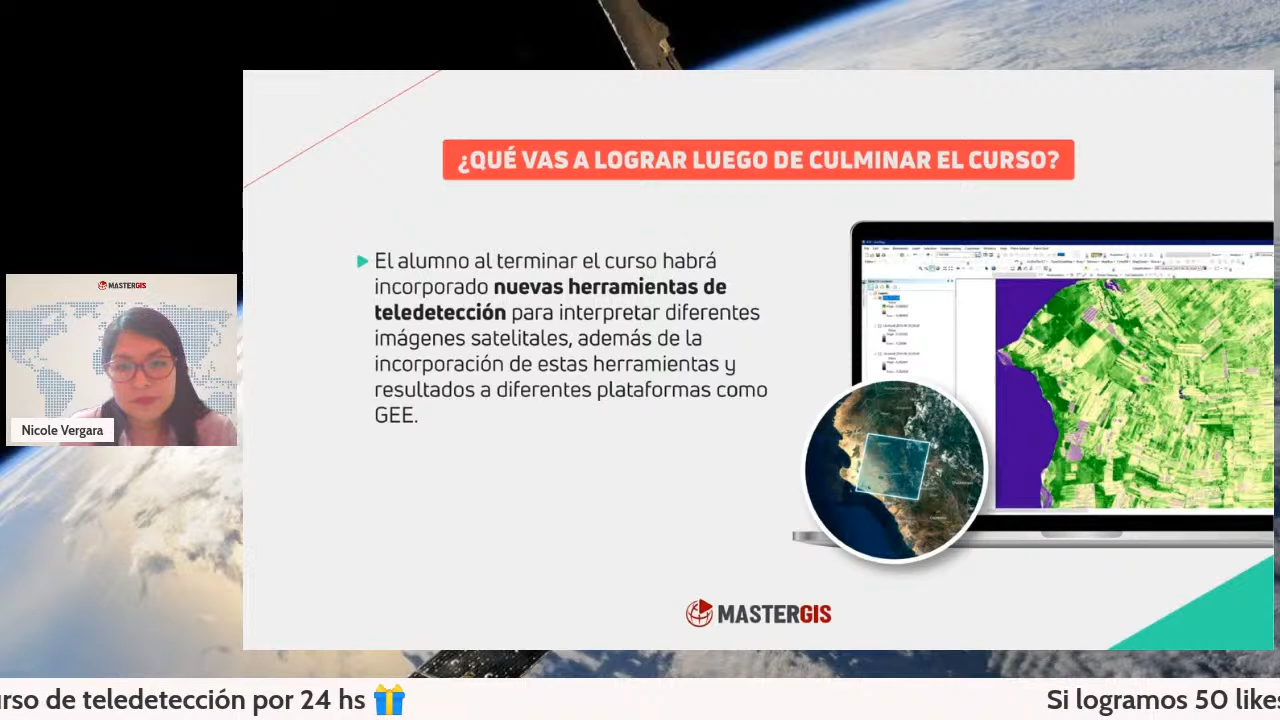 ¿QUÉ VAS A LOGRAR LUEGO DE CULMINAR EL CURSO?
El alumno al terminar el curso habrá
incorporado nuevas herramientas de
teledetección para interpretar diferentes
imágenes satelitales, además de la
incorporación de estas herramientas y
resultados a diferentes plataformas como
GEE.
MASTERGIS
Nicole Vergara
MASTERGIS
urso de teledetección por 24 hs 🎁
Si logramos 50 likes